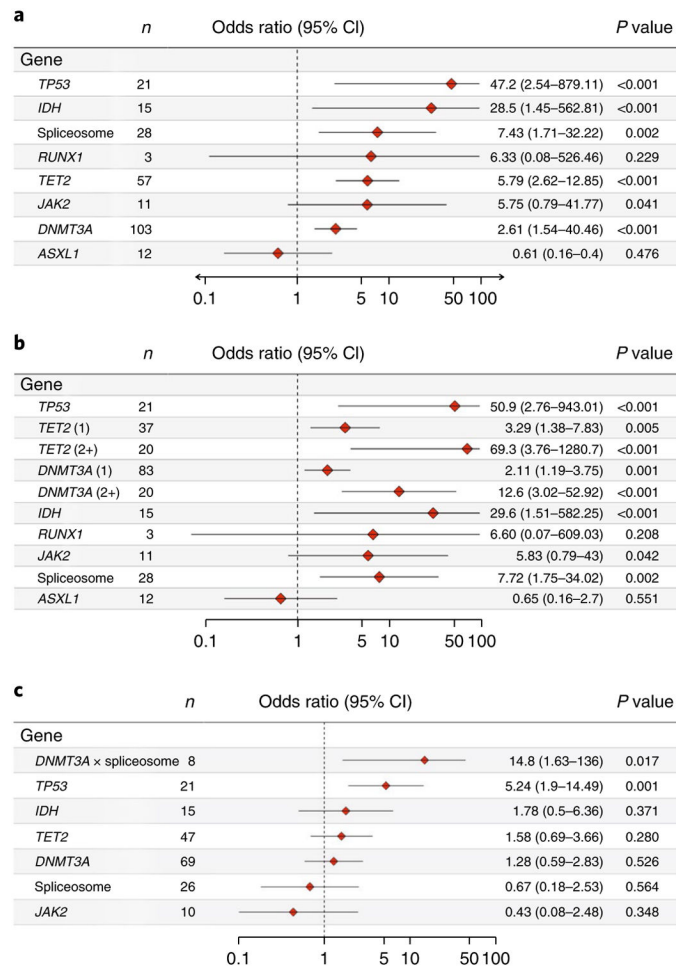 a
n Odds ratio (95% CI) P value
Gene
TP53 21 47.2 (2.54–879.11) <0.001
IDH 15 28.5 (1.45–562.81) <0.001
Spliceosome 28 7.43 (1.71–32.22) 0.002
RUNX1 3 6.33 (0.08–526.46) 0.229
TET2 57 5.79 (2.62–12.85) <0.001
JAK2 11 5.75 (0.79–41.77) 0.041
DNMT3A 103 2.61 (1.54–40.46) <0.001
ASXL1 12 0.61 (0.16–0.4) 0.476
0.1 1 5 10 50 100
b
n Odds ratio (95% CI) P value
Gene
TP53 21 50.9 (2.76–943.01) <0.001
TET2 (1) 37 3.29 (1.38–7.83) 0.005
TET2 (2+) 20 69.3 (3.76–1280.7) <0.001
DNMT3A (1) 83 2.11 (1.19–3.75) 0.001
DNMT3A (2+) 20 12.6 (3.02–52.92) <0.001
IDH 15 29.6 (1.51–582.25) <0.001
RUNX1 3 6.60 (0.07–609.03) 0.208
JAK2 11 5.83 (0.79–43) 0.042
Spliceosome 28 7.72 (1.75–34.02) 0.002
ASXL1 12 0.65 (0.16–2.7) 0.551
0.1 1 5 10 50 100
c
n Odds ratio (95% CI) P value
Gene
DNMT3A × spliceosome 8 14.8 (1.63–136) 0.017
TP53 21 5.24 (1.9–14.49) 0.001
IDH 15 1.78 (0.5–6.36) 0.371
TET2 47 1.58 (0.69–3.66) 0.280
DNMT3A 69 1.28 (0.59–2.83) 0.526
Spliceosome 26 0.67 (0.18–2.53) 0.564
JAK2 10 0.43 (0.08–2.48) 0.348
0.1 1 5 10 50 100